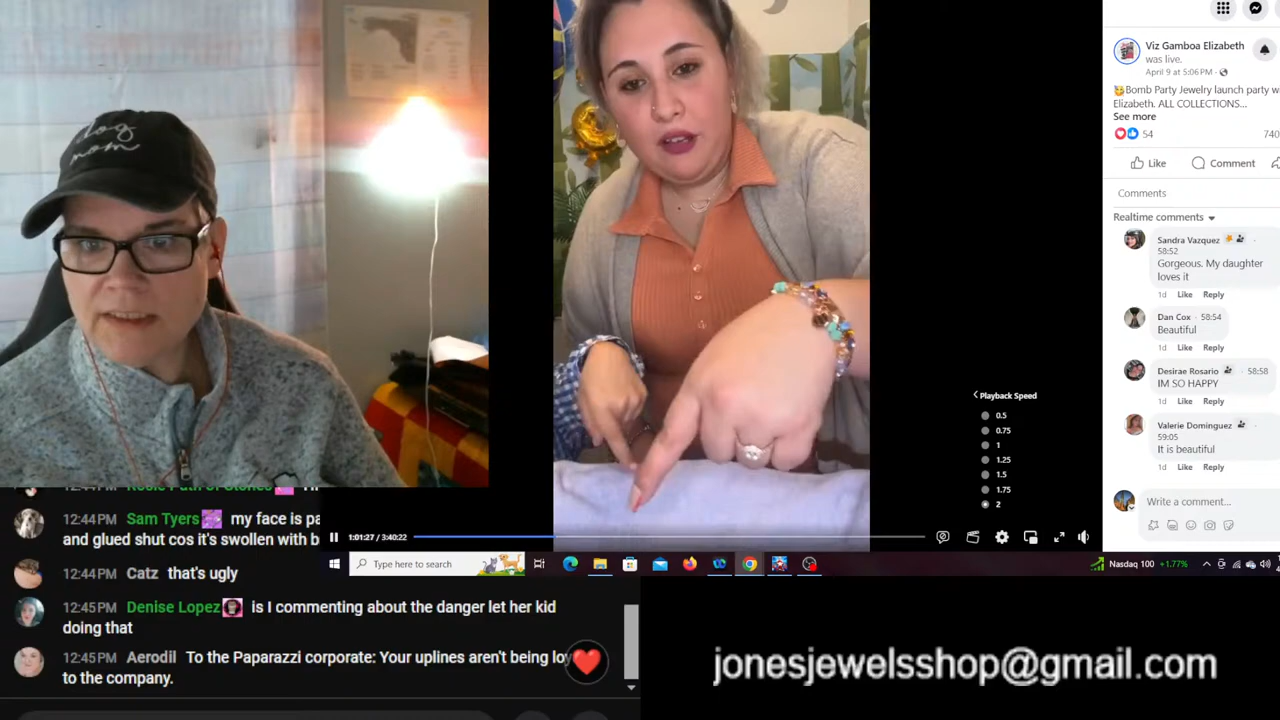 dog
mom
Viz Gamboa Elizabeth
was live.
April 9 at 5:06 PM ·
Bomb Party Jewelry launch party w
Elizabeth. ALL COLLECTIONS...
See more
54
740
Like
Comment
Comments
Realtime comments
Sandra Vazquez
58:52
Gorgeous. My daughter
loves it
1d Like Reply
Dan Cox · 58:54
Beautiful
1d Like Reply
Desirae Rosario · 58:58
IM SO HAPPY
1d Like Reply
Valerie Dominguez ·
59:05
It is beautiful
1d Like Reply
Write a comment...
Playback Speed
0.5
0.75
1
1.25
1.5
1.75
2
1:01:27 / 3:40:22
Type here to search
Nasdaq 100 +1.77%
12:44PM Sam Tyers my face is pa
and glued shut cos it's swollen with b
12:44PM Catz that's ugly
12:45PM Denise Lopez is I commenting about the danger let her kid
doing that
12:45PM Aerodil To the Paparazzi corporate: Your uplines aren't being loy
to the company.
jonesjewelsshop@gmail.com